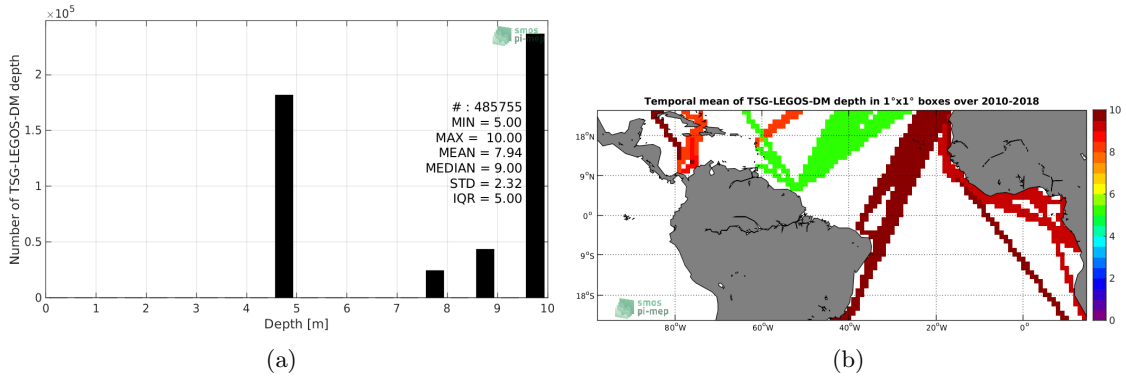 ×10⁵
smos
pi-mep
2
1.5
1
0.5
0
Number of TSG-LEGOS-DM depth
# : 485755
MIN = 5.00
MAX = 10.00
MEAN = 7.94
MEDIAN = 9.00
STD = 2.32
IQR = 5.00
0 1 2 3 4 5 6 7 8 9 10
Depth [m]
(a)
Temporal mean of TSG-LEGOS-DM depth in 1°x1° boxes over 2010-2018
18°N
9°N
0°
9°S
18°S
smos
pi-mep
80°W 60°W 40°W 20°W 0°
10
8
6
4
2
0
(b)